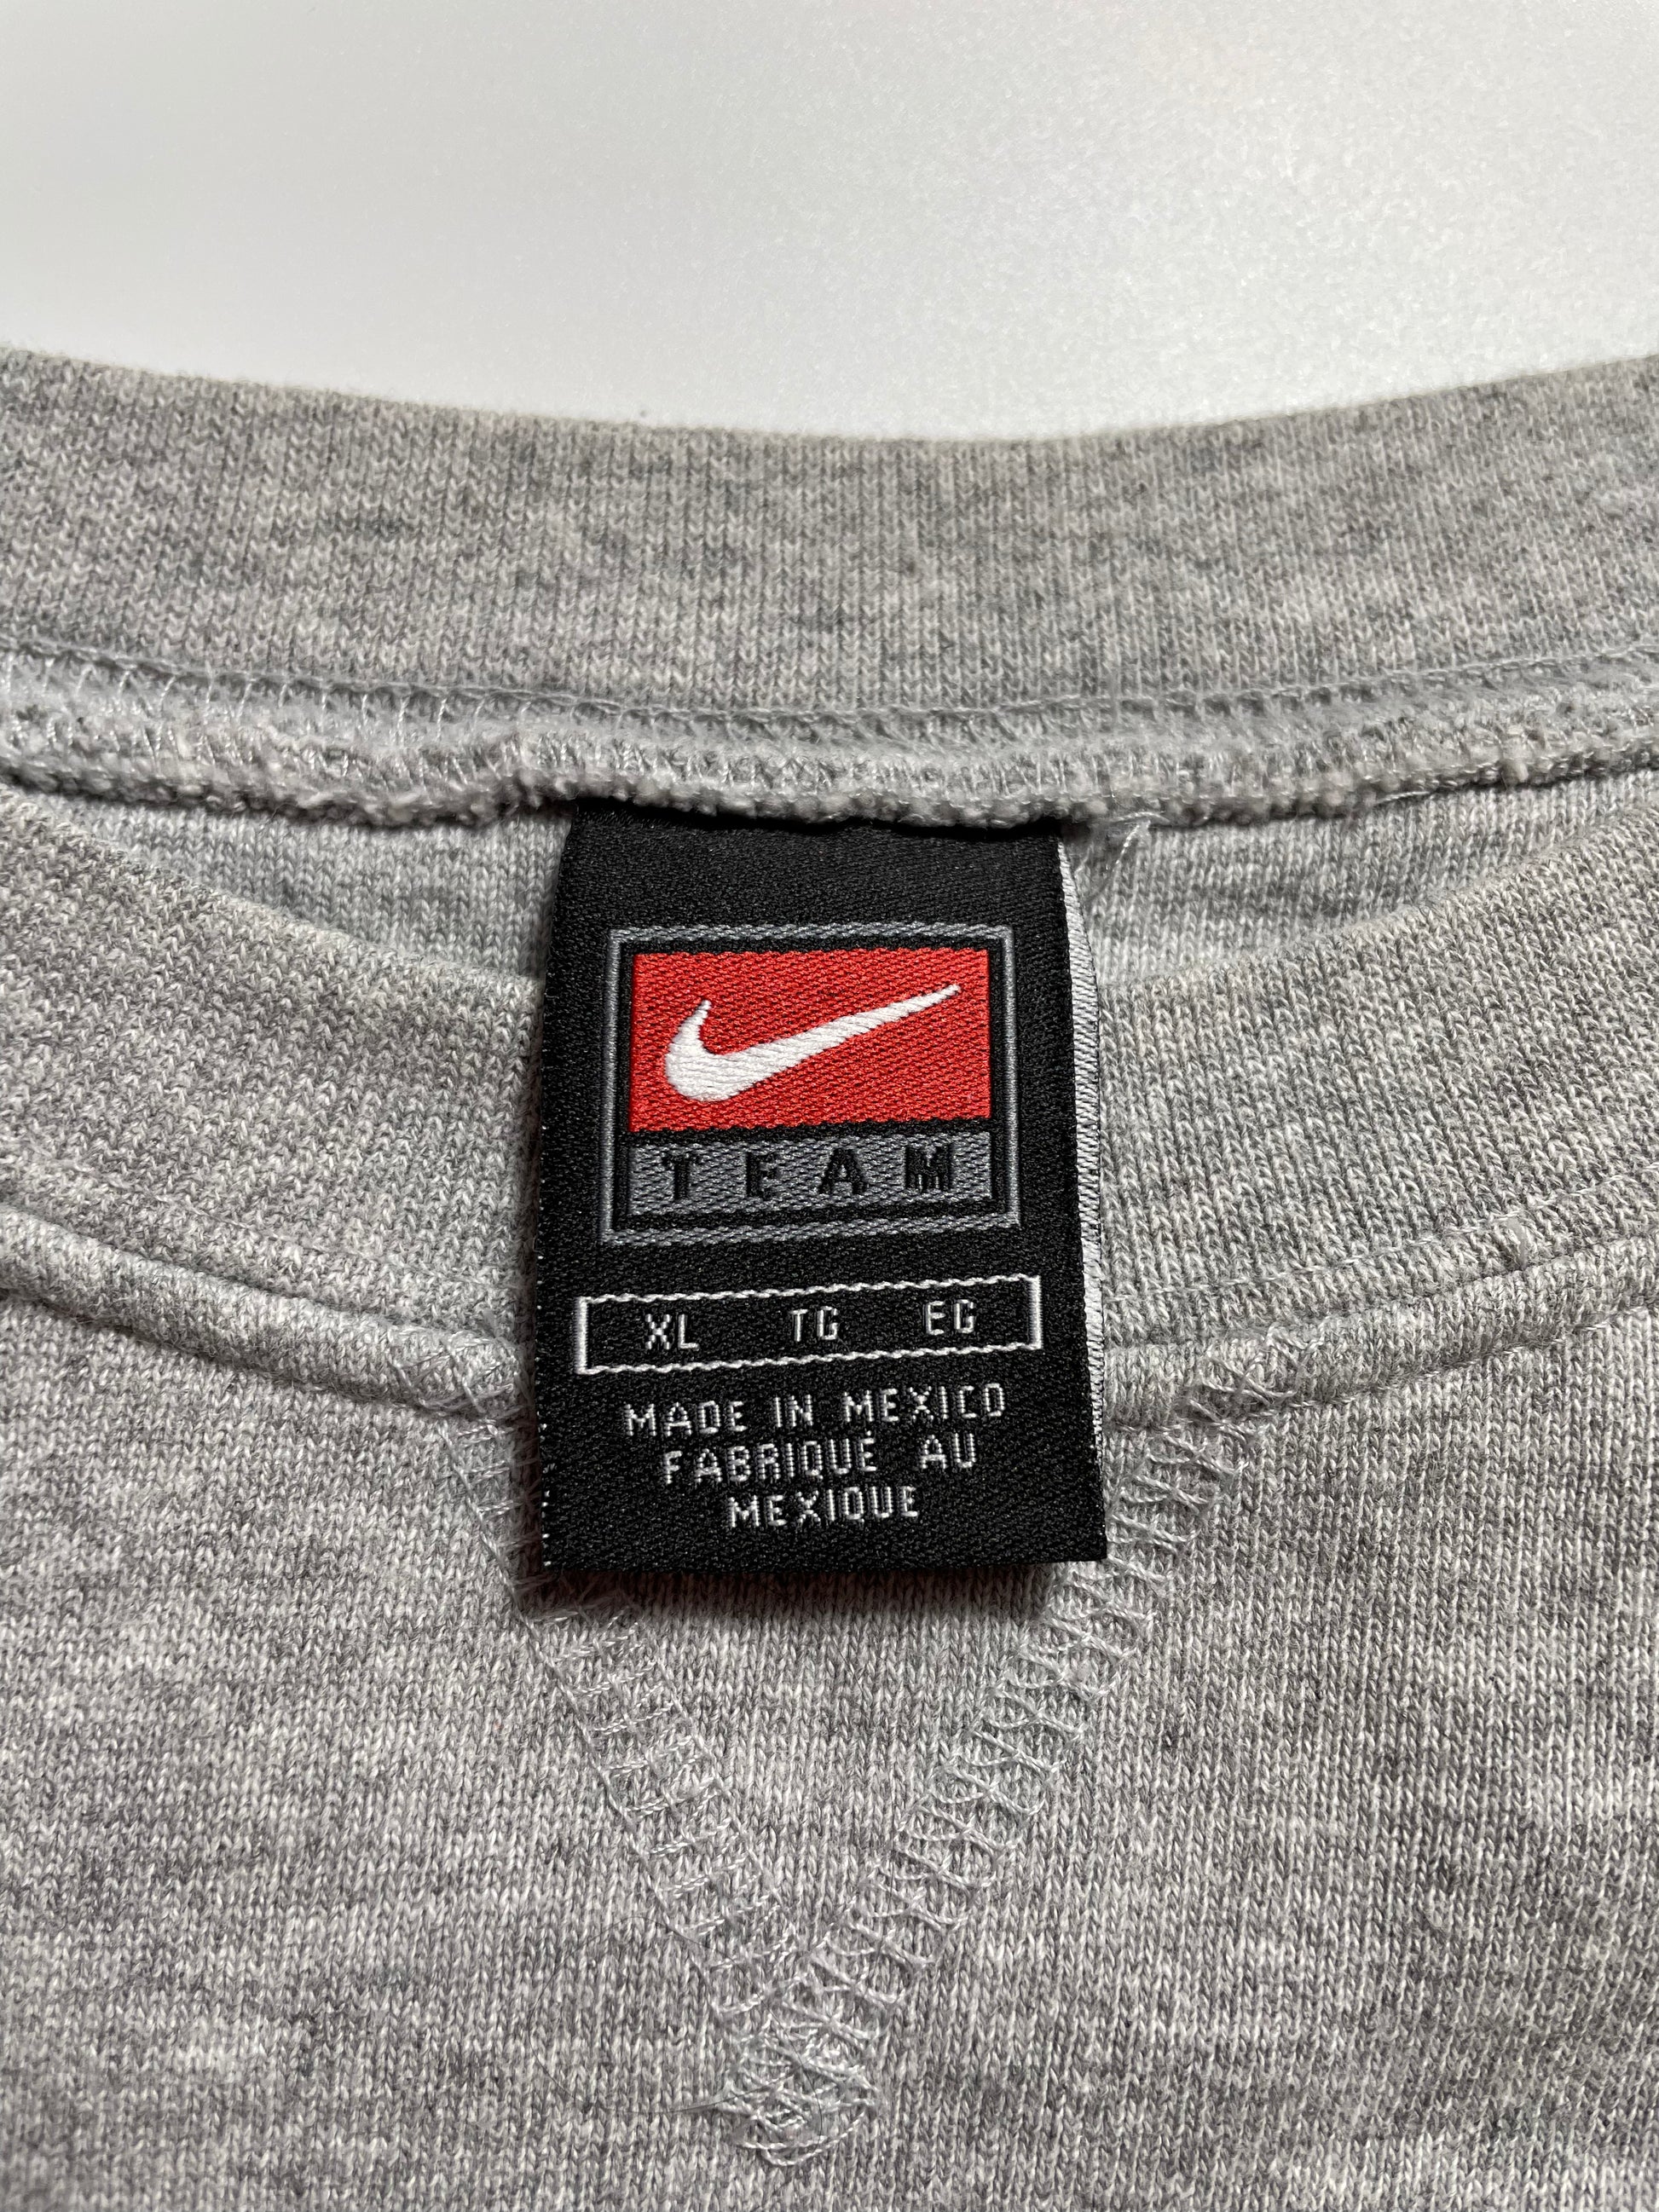 TEAM
XL TG EG
MADE IN MEXICO
FABRIQUÉ AU
MEXIQUE